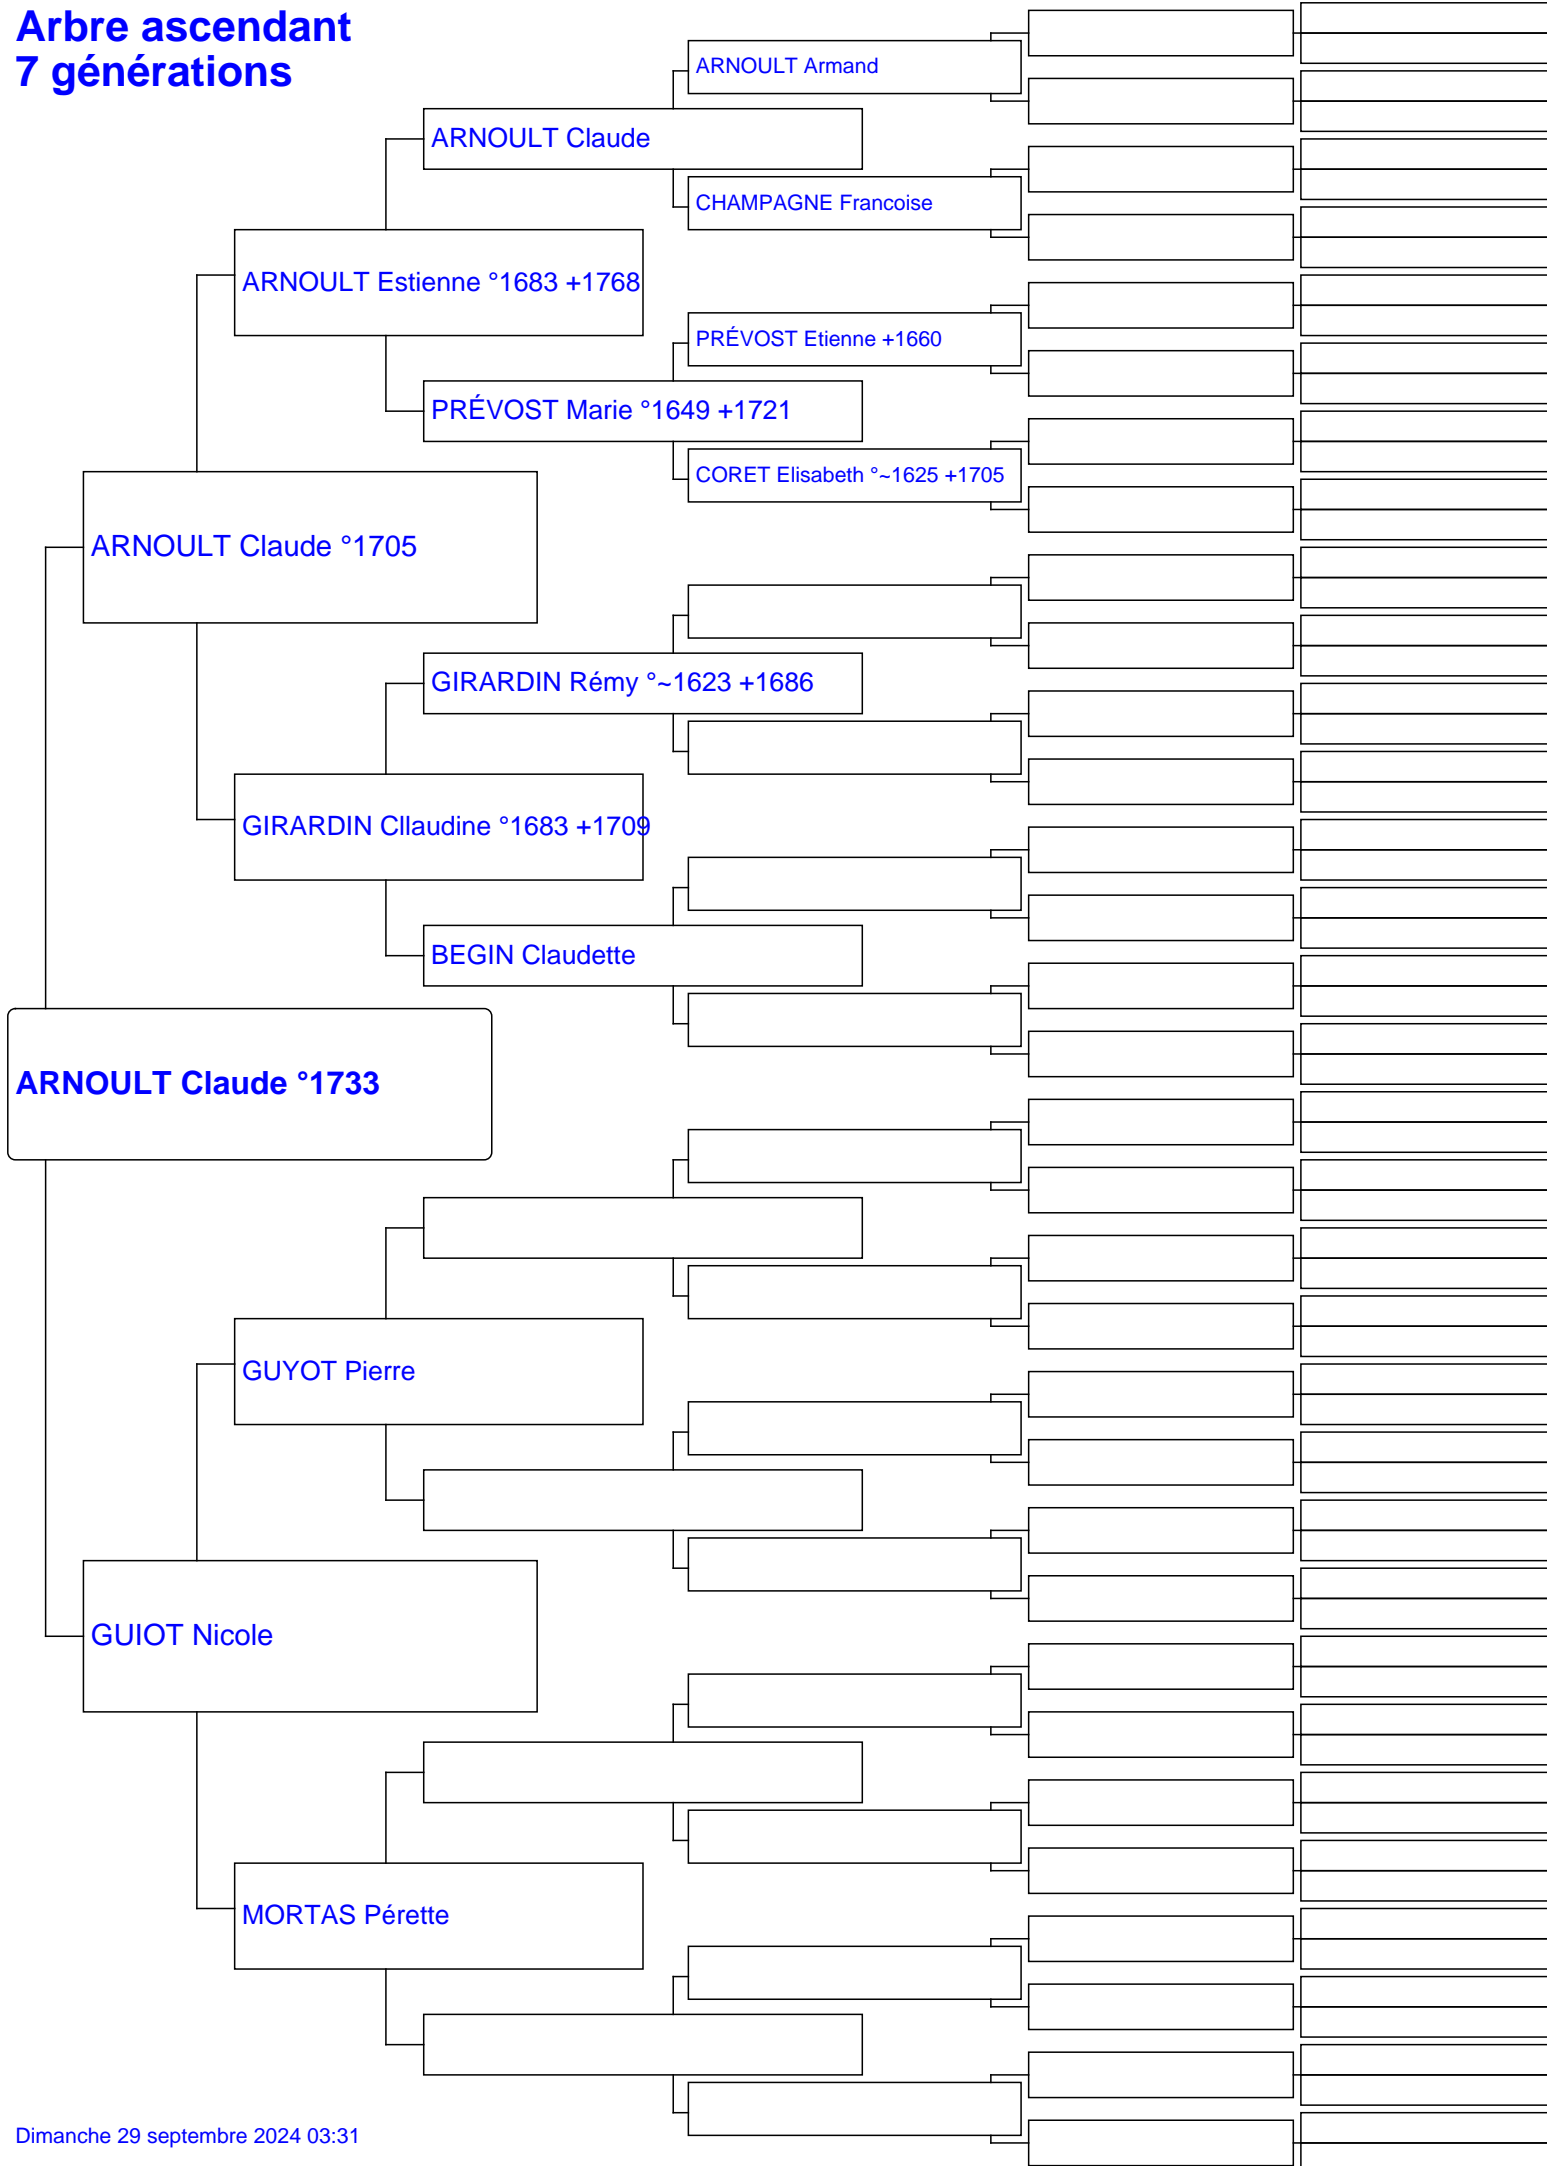 Arbre ascendant
7 générations
ARNOULT Armand
ARNOULT Claude
CHAMPAGNE Francoise
ARNOULT Estienne °1683 +1768
PRÉVOST Etienne +1660
PRÉVOST Marie °1649 +1721
CORET Elisabeth °~1625 +1705
ARNOULT Claude °1705
GIRARDIN Rémy °~1623 +1686
GIRARDIN Cllaudine °1683 +1709
BEGIN Claudette
ARNOULT Claude °1733
GUYOT Pierre
GUIOT Nicole
MORTAS Pérette
Dimanche 29 septembre 2024 03:31